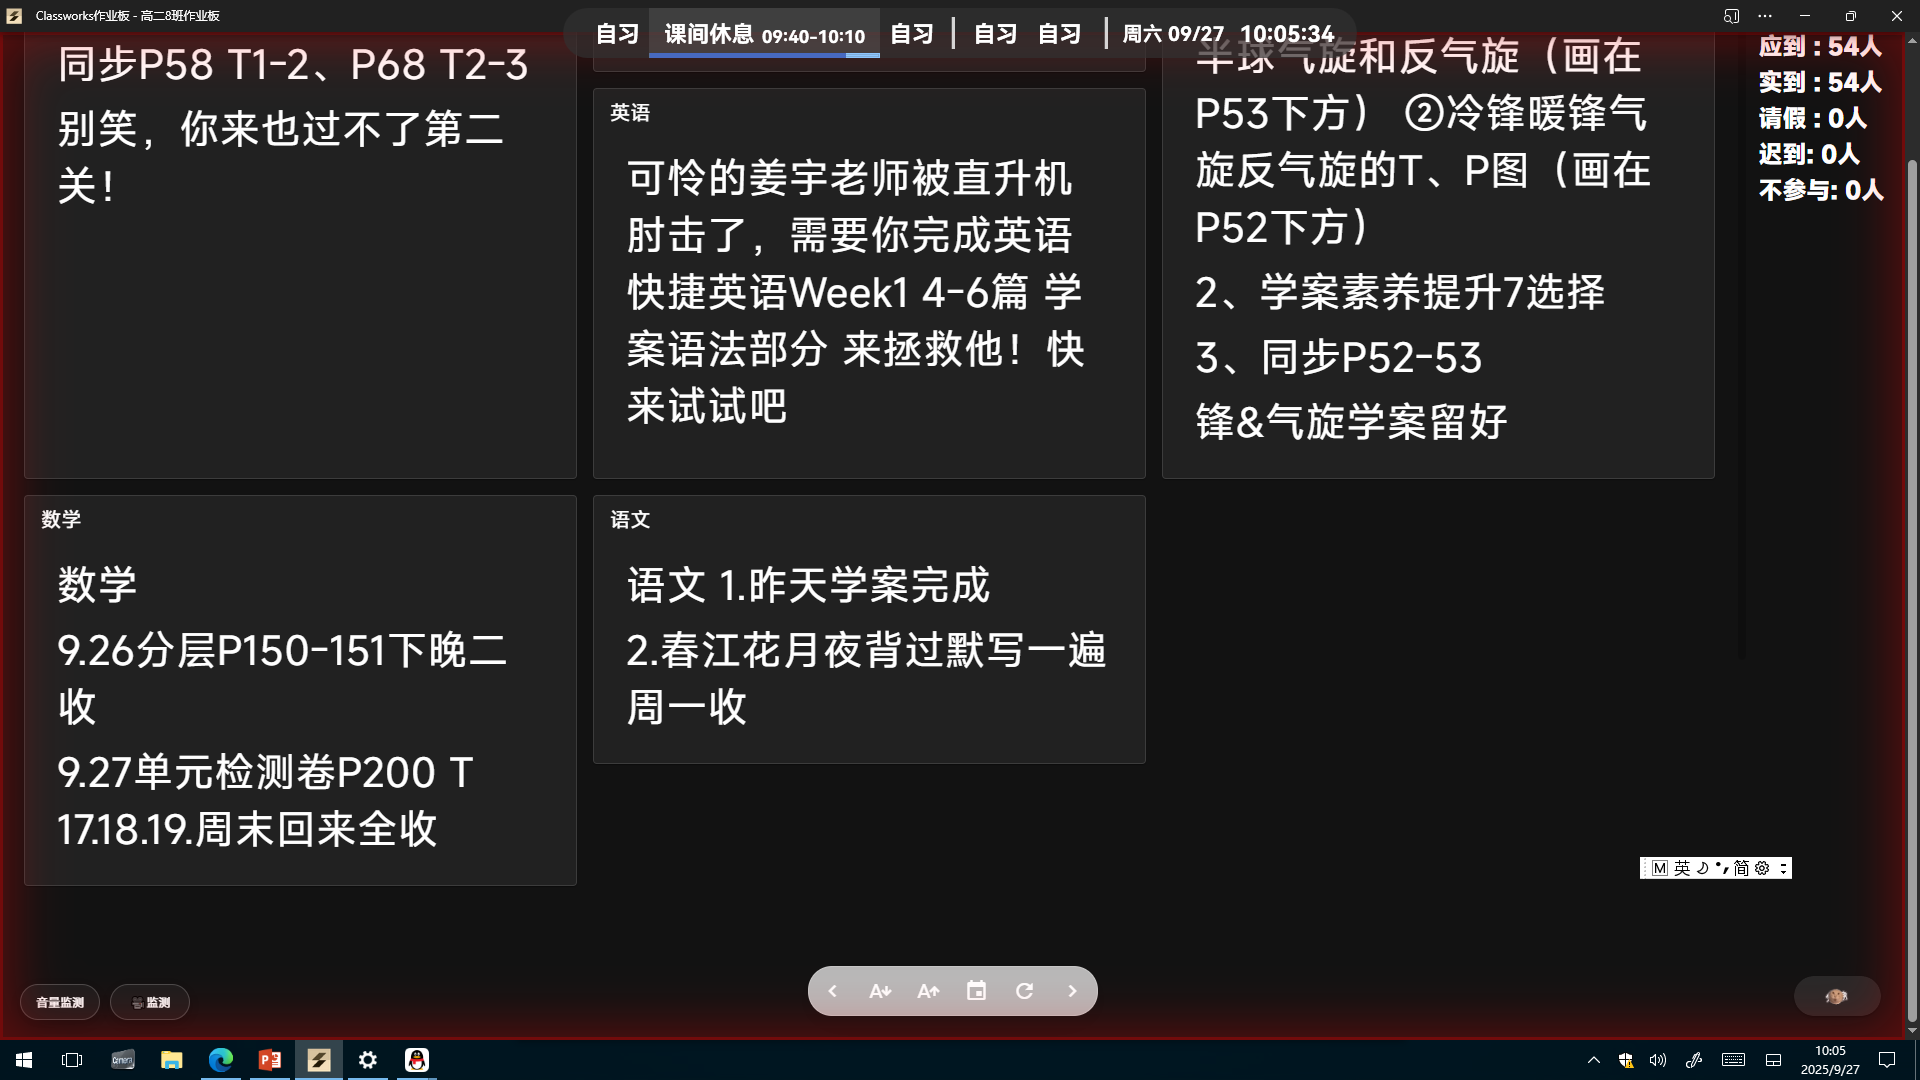 Classworks作业板 - 高二8班作业板
自习 课间休息 09:40-10:10 自习 自习 自习 周六 09/27 10:05:34
同步P58 T1-2、P68 T2-3
别笑，你来也过不了第二
关！
英语
可怜的姜宇老师被直升机
肘击了，需要你完成英语
快捷英语Week1 4-6篇 学
案语法部分 来拯救他！快
来试试吧
半球气旋和反气旋（画在
P53下方） ②冷锋暖锋气
旋反气旋的T、P图（画在
P52下方）
2、学案素养提升7选择
3、同步P52-53
锋&气旋学案留好
应到 : 54人
实到 : 54人
请假 : 0人
迟到: 0人
不参与: 0人
数学
数学
9.26分层P150-151下晚二
收
9.27单元检测卷P200 T
17.18.19.周末回来全收
语文
语文 1.昨天学案完成
2.春江花月夜背过默写一遍
周一收
M 英 简
音量监测
监测
10:05
2025/9/27